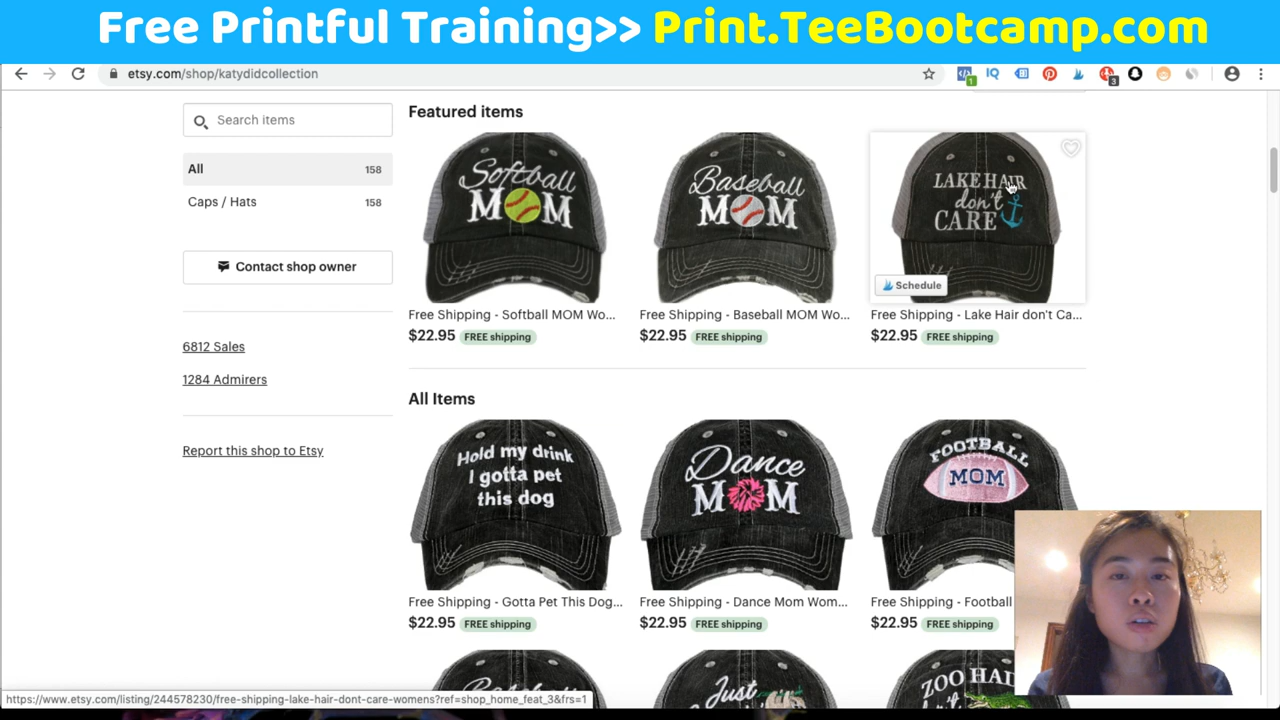 Free Printful Training>> Print.TeeBootcamp.com
etsy.com/shop/katydidcollection
1
IQ
3
Search items
All 158
Caps / Hats 158
Contact shop owner
6812 Sales
1284 Admirers
Report this shop to Etsy
Featured items
Softball
MOM
Baseball
MOM
LAKE HAIR
don't
CARE
Schedule
Free Shipping - Softball MOM Wo...
$22.95 FREE shipping
Free Shipping - Baseball MOM Wo...
$22.95 FREE shipping
Free Shipping - Lake Hair don't Ca...
$22.95 FREE shipping
All Items
Hold my drink
I gotta pet
this dog
Dance
MOM
FOOTBALL
MOM
Free Shipping - Gotta Pet This Dog...
$22.95 FREE shipping
Free Shipping - Dance Mom Wom...
$22.95 FREE shipping
Free Shipping - Football
$22.95 FREE shipping
Just
ZOO HAIR
https://www.etsy.com/listing/244578230/free-shipping-lake-hair-dont-care-womens?ref=shop_home_feat_3&frs=1